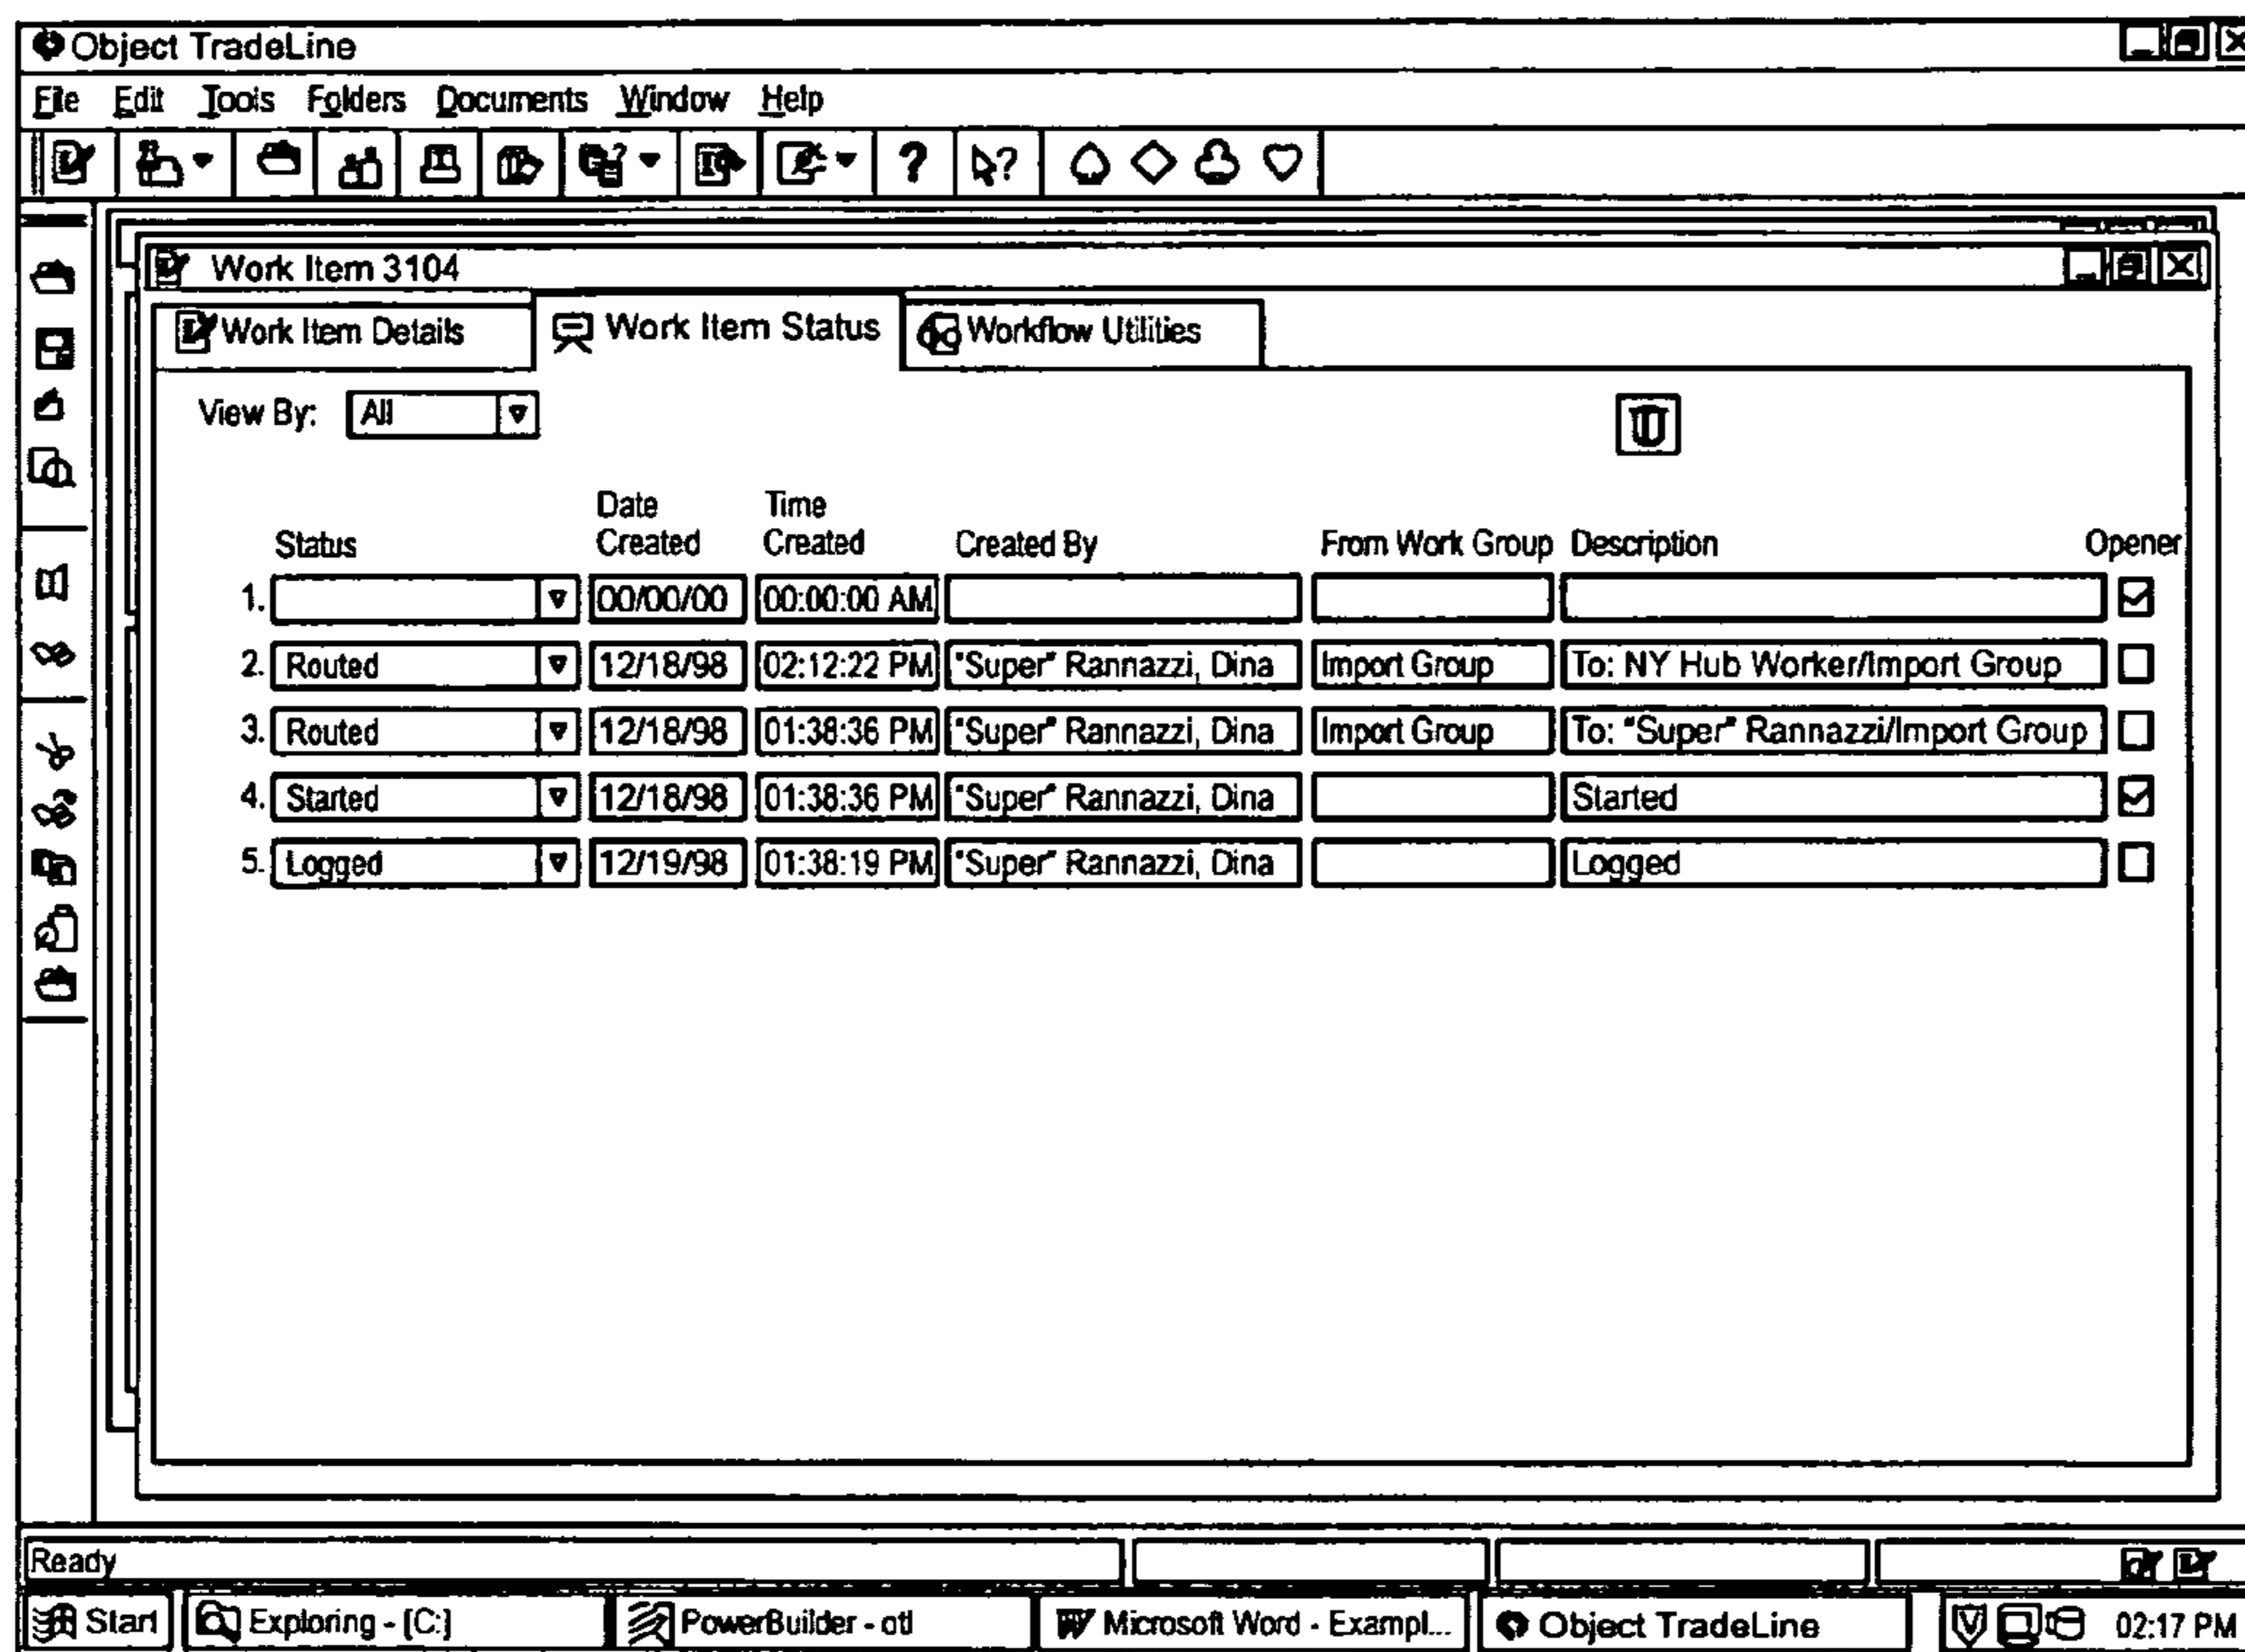 Object TradeLine
File Edit Tools Folders Documents Window Help
Work Item 3104
Work Item Details Work Item Status Workflow Utilities
View By: All
Date Time
Status Created Created Created By From Work Group Description Opener
1. 00/00/00 00:00:00 AM
2. Routed 12/18/98 02:12:22 PM "Super" Rannazzi, Dina Import Group To: NY Hub Worker/Import Group
3. Routed 12/18/98 01:38:36 PM "Super" Rannazzi, Dina Import Group To: "Super" Rannazzi/Import Group
4. Started 12/18/98 01:38:36 PM "Super" Rannazzi, Dina Started
5. Logged 12/19/98 01:38:19 PM "Super" Rannazzi, Dina Logged
Ready
Start Exploring - [C:] PowerBuilder - otl Microsoft Word - Exampl... Object TradeLine 02:17 PM